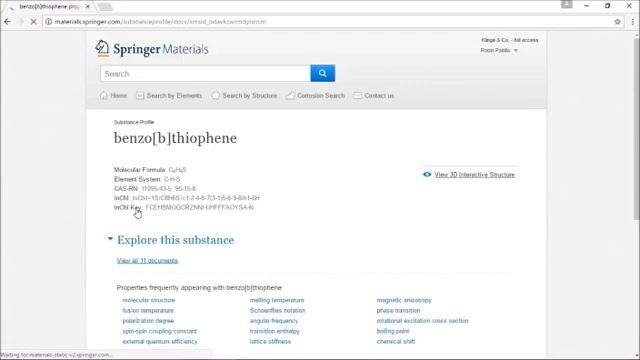 benzo[b]thiophene prop
materials.springer.com/substanceprofile/docs/smsid_odavkzwrmdynzozn
Klinge & Co. - full access
Robin Padilla
Springer Materials
Search
Home Search by Elements Search by Structure Corrosion Search Contact us
Substance Profile
benzo[b]thiophene
Molecular Formula: C₈H₆S
Element System: C-H-S
CAS-RN: 11095-43-5, 95-15-8
View 3D Interactive Structure
InChI: InChI=1S/C8H6S/c1-2-4-8-7(3-1)5-6-9-8/h1-6H
InChI-Key: FCEHBMOGCRZNNI-UHFFFAOYSA-N
Explore this substance
View all 11 documents
Properties frequently appearing with benzo[b]thiophene
molecular structure melting temperature magnetic anisotropy
fusion temperature Schoenflies notation phase transition
polarization degree angular frequency rotational excitation cross section
spin-spin coupling constant transition enthalpy boiling point
external quantum efficiency lattice stiffness chemical shift
Waiting for materials-static-v2.springer.com...